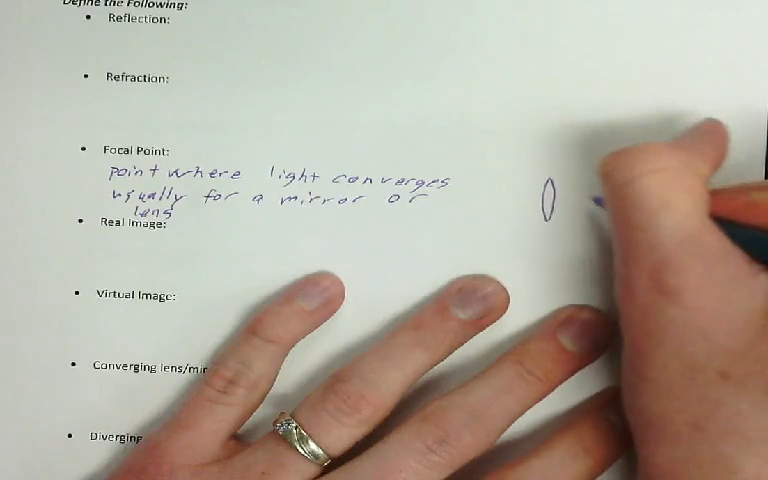 Define the Following:
• Reflection:
• Refraction:
• Focal Point:
point where light converges
usually for a mirror or
lens
• Real Image:
• Virtual Image:
• Converging lens/mir
• Diverging